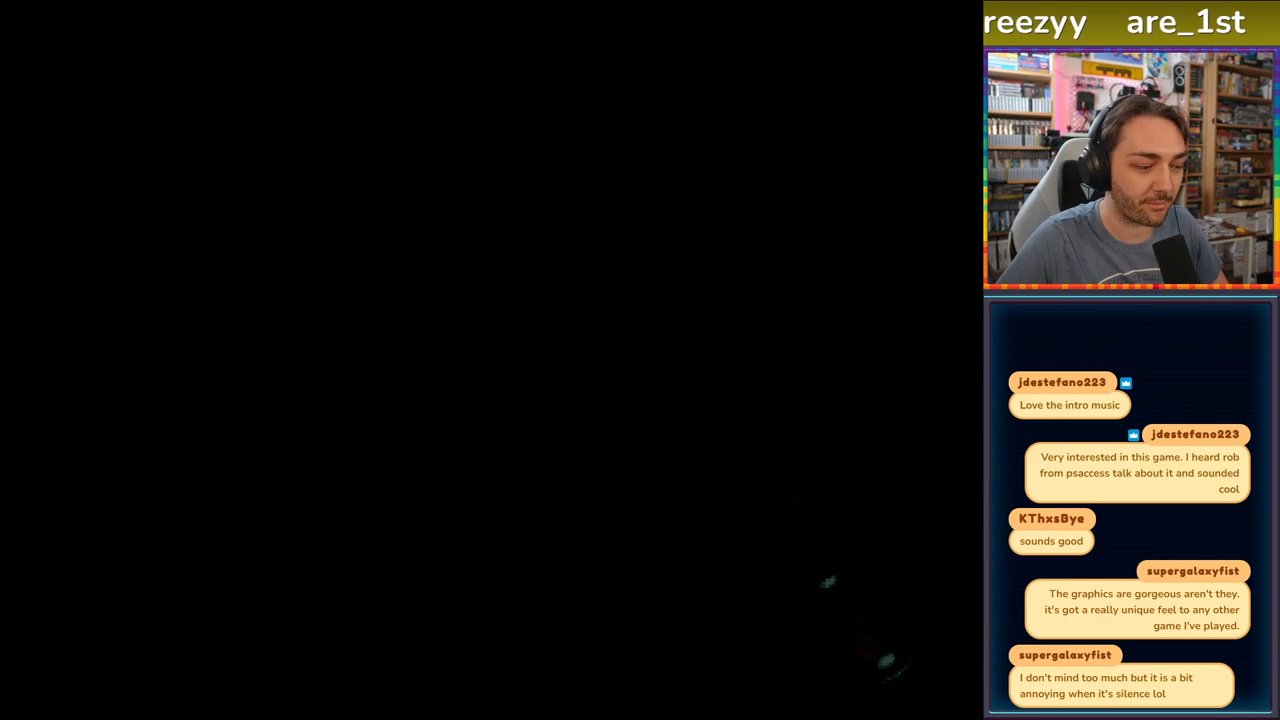 reezyy are_1st
jdestefano223
Love the intro music
jdestefano223
Very interested in this game. I heard rob
from psaccess talk about it and sounded
cool
KThxsBye
sounds good
supergalaxyfist
The graphics are gorgeous aren't they.
it's got a really unique feel to any other
game I've played.
supergalaxyfist
I don't mind too much but it is a bit
annoying when it's silence lol